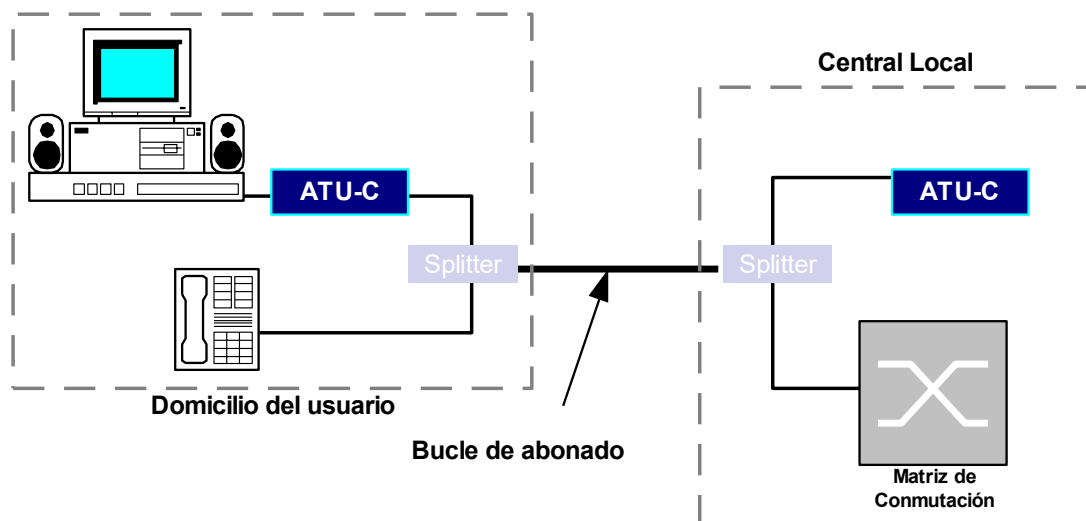 Central Local
ATU-C
ATU-C
Splitter
Splitter
Domicilio del usuario
Bucle de abonado
Matriz de
Conmutación